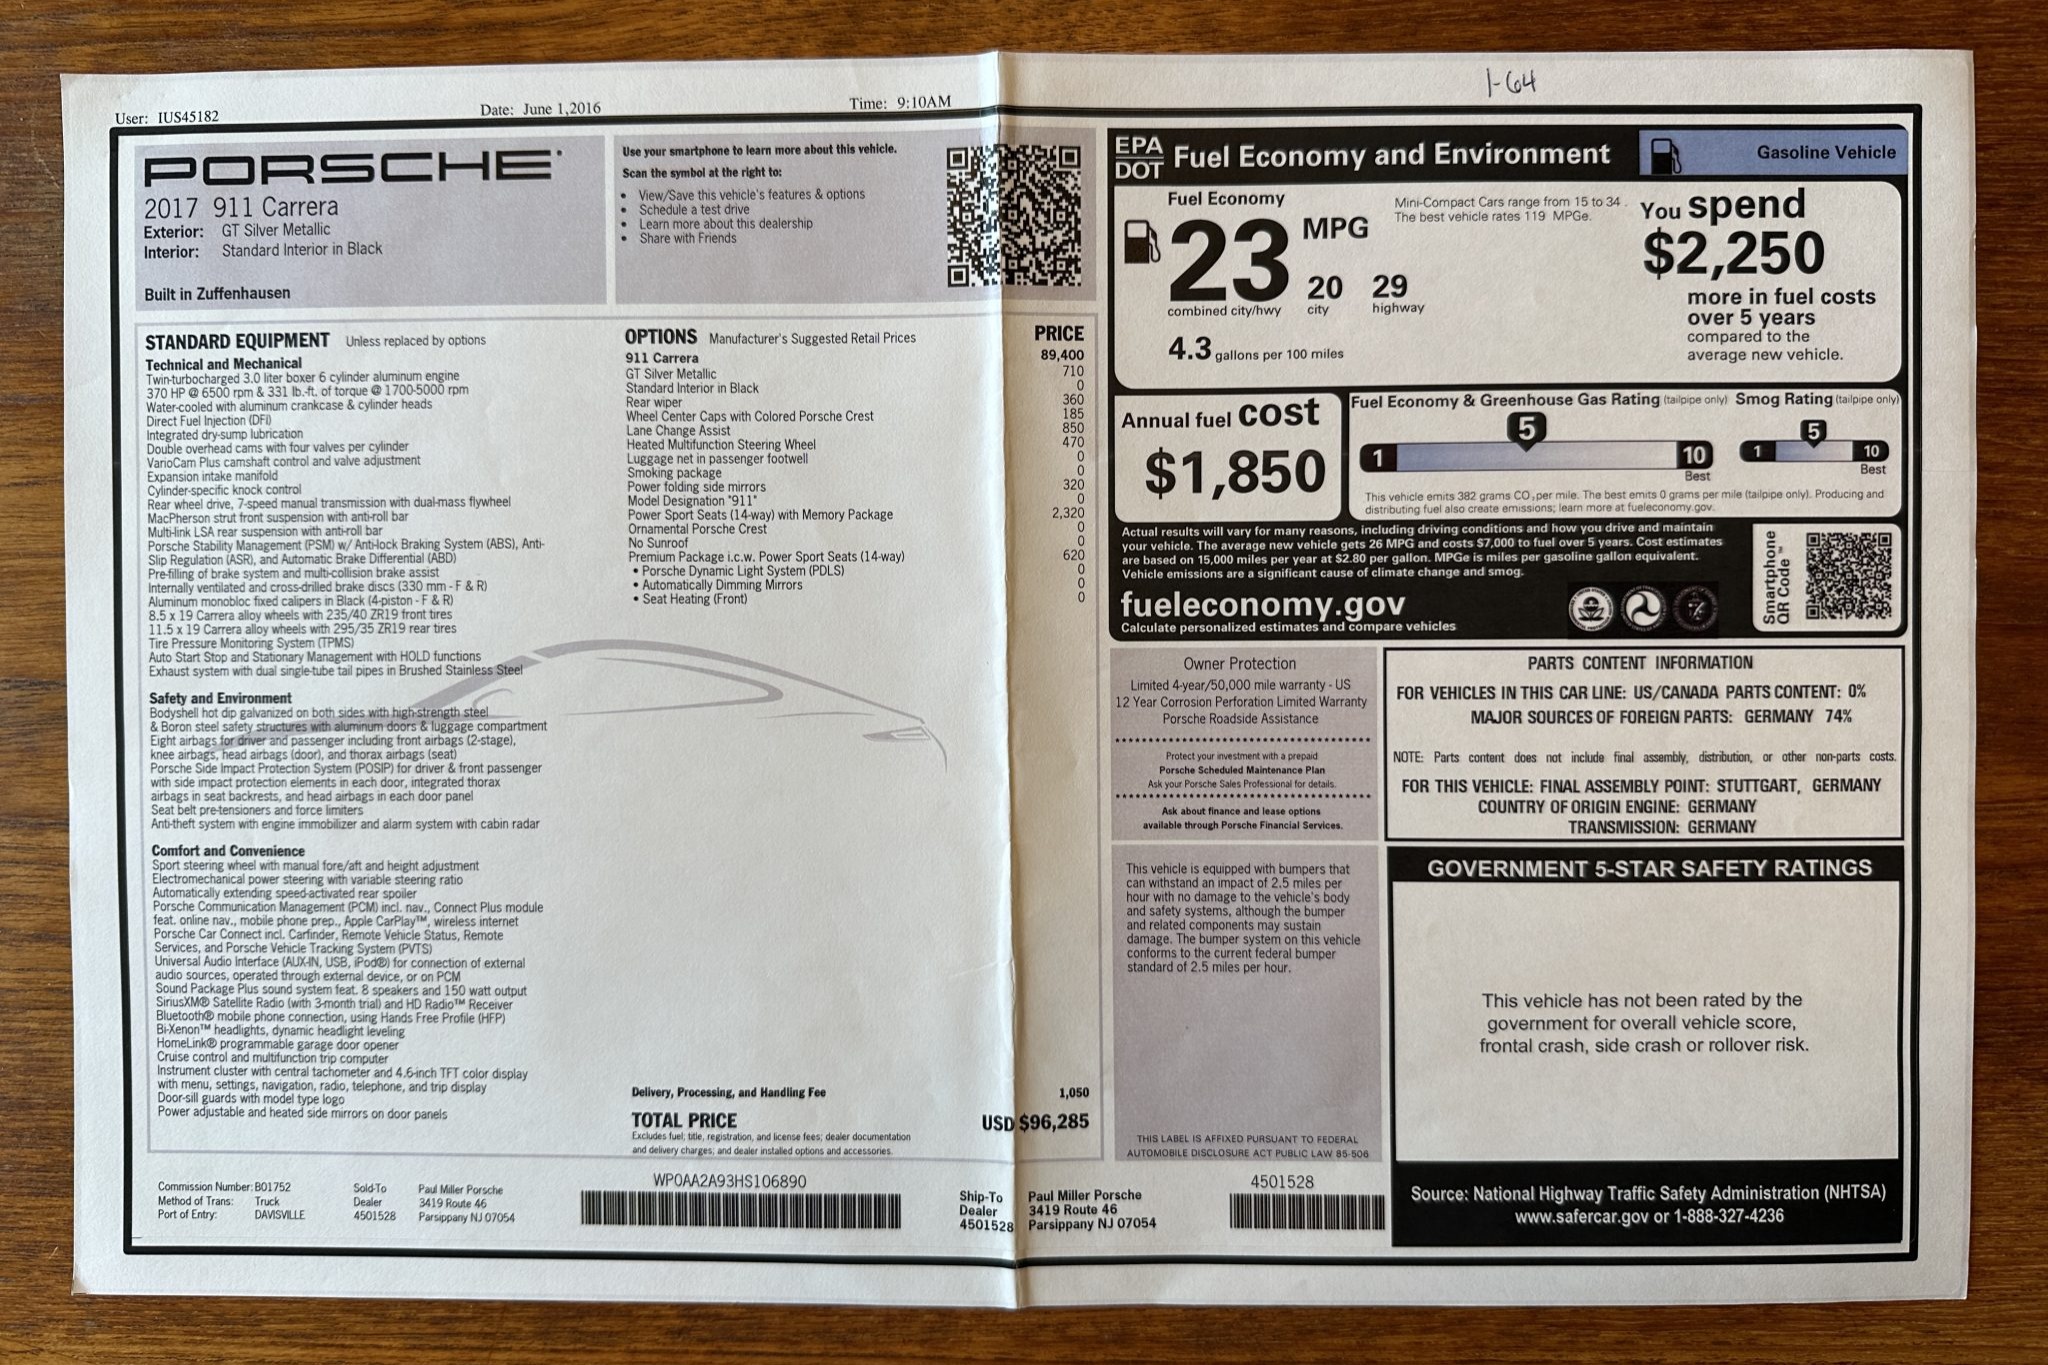 1-64
User: IUS45182
Date: June 1,2016
Time: 9:10AM
PORSCHE
2017 911 Carrera
Exterior: GT Silver Metallic
Interior: Standard Interior in Black
Built in Zuffenhausen
Use your smartphone to learn more about this vehicle.
Scan the symbol at the right to:
• View/Save this vehicle's features & options
• Schedule a test drive
• Learn more about this dealership
• Share with Friends
STANDARD EQUIPMENT Unless replaced by options
Technical and Mechanical
Twin-turbocharged 3.0 liter boxer 6 cylinder aluminum engine
370 HP @ 6500 rpm & 331 lb.-ft. of torque @ 1700-5000 rpm
Water-cooled with aluminum crankcase & cylinder heads
Direct Fuel Injection (DFI)
Integrated dry-sump lubrication
Double overhead cams with four valves per cylinder
VarioCam Plus camshaft control and valve adjustment
Expansion intake manifold
Cylinder-specific knock control
Rear wheel drive, 7-speed manual transmission with dual-mass flywheel
MacPherson strut front suspension with anti-roll bar
Multi-link LSA rear suspension with anti-roll bar
Porsche Stability Management (PSM) w/ Anti-lock Braking System (ABS), Anti-
Slip Regulation (ASR), and Automatic Brake Differential (ABD)
Pre-filling of brake system and multi-collision brake assist
Internally ventilated and cross-drilled brake discs (330 mm - F & R)
Aluminum monobloc fixed calipers in Black (4-piston - F & R)
8.5 x 19 Carrera alloy wheels with 235/40 ZR19 front tires
11.5 x 19 Carrera alloy wheels with 295/35 ZR19 rear tires
Tire Pressure Monitoring System (TPMS)
Auto Start Stop and Stationary Management with HOLD functions
Exhaust system with dual single-tube tail pipes in Brushed Stainless Steel
Safety and Environment
Bodyshell hot dip galvanized on both sides with high-strength steel
& Boron steel safety structures with aluminum doors & luggage compartment
Eight airbags for driver and passenger including front airbags (2-stage),
knee airbags, head airbags (door), and thorax airbags (seat)
Porsche Side Impact Protection System (POSIP) for driver & front passenger
with side impact protection elements in each door, integrated thorax
airbags in seat backrests, and head airbags in each door panel
Seat belt pre-tensioners and force limiters
Anti-theft system with engine immobilizer and alarm system with cabin radar
Comfort and Convenience
Sport steering wheel with manual fore/aft and height adjustment
Electromechanical power steering with variable steering ratio
Automatically extending speed-activated rear spoiler
Porsche Communication Management (PCM) incl. nav., Connect Plus module
feat. online nav., mobile phone prep., Apple CarPlay™, wireless internet
Porsche Car Connect incl. Carfinder, Remote Vehicle Status, Remote
Services, and Porsche Vehicle Tracking System (PVTS)
Universal Audio Interface (AUX-IN, USB, iPod®) for connection of external
audio sources, operated through external device, or on PCM
Sound Package Plus sound system feat. 8 speakers and 150 watt output
SiriusXM® Satellite Radio (with 3-month trial) and HD Radio™ Receiver
Bluetooth® mobile phone connection, using Hands Free Profile (HFP)
Bi-Xenon™ headlights, dynamic headlight leveling
HomeLink® programmable garage door opener
Cruise control and multifunction trip computer
Instrument cluster with central tachometer and 4.6-inch TFT color display
with menu, settings, navigation, radio, telephone, and trip display
Door-sill guards with model type logo
Power adjustable and heated side mirrors on door panels
OPTIONS Manufacturer's Suggested Retail Prices PRICE
911 Carrera 89,400
GT Silver Metallic 710
Standard Interior in Black 0
Rear wiper 360
Wheel Center Caps with Colored Porsche Crest 185
Lane Change Assist 850
Heated Multifunction Steering Wheel 470
Luggage net in passenger footwell 0
Smoking package 0
Power folding side mirrors 320
Model Designation "911" 0
Power Sport Seats (14-way) with Memory Package 2,320
Ornamental Porsche Crest 0
No Sunroof 0
Premium Package i.c.w. Power Sport Seats (14-way) 620
• Porsche Dynamic Light System (PDLS) 0
• Automatically Dimming Mirrors 0
• Seat Heating (Front) 0
Delivery, Processing, and Handling Fee 1,050
TOTAL PRICE USD $96,285
Excludes fuel, title, registration, and license fees; dealer documentation
and delivery charges; and dealer installed options and accessories.
Commission Number: B01752
Method of Trans: Truck
Port of Entry: DAVISVILLE
Sold-To Paul Miller Porsche
Dealer 3419 Route 46
4501528 Parsippany NJ 07054
WP0AA2A93HS106890
Ship-To Paul Miller Porsche
Dealer 3419 Route 46
4501528 Parsippany NJ 07054
4501528
EPA
DOT
Fuel Economy and Environment
Gasoline Vehicle
Fuel Economy
23 MPG
combined city/hwy
20
city
29
highway
4.3 gallons per 100 miles
Mini-Compact Cars range from 15 to 34 .
The best vehicle rates 119 MPGe.
You spend
$2,250
more in fuel costs
over 5 years
compared to the
average new vehicle.
Annual fuel cost
$1,850
Fuel Economy & Greenhouse Gas Rating (tailpipe only)
5
1
10
Best
Smog Rating (tailpipe only)
5
1
10
Best
This vehicle emits 382 grams CO₂ per mile. The best emits 0 grams per mile (tailpipe only). Producing and
distributing fuel also create emissions; learn more at fueleconomy.gov.
Actual results will vary for many reasons, including driving conditions and how you drive and maintain
your vehicle. The average new vehicle gets 26 MPG and costs $7,000 to fuel over 5 years. Cost estimates
are based on 15,000 miles per year at $2.80 per gallon. MPGe is miles per gasoline gallon equivalent.
Vehicle emissions are a significant cause of climate change and smog.
fueleconomy.gov
Calculate personalized estimates and compare vehicles
Smartphone
QR Code™
Owner Protection
Limited 4-year/50,000 mile warranty - US
12 Year Corrosion Perforation Limited Warranty
Porsche Roadside Assistance
Protect your investment with a prepaid
Porsche Scheduled Maintenance Plan
Ask your Porsche Sales Professional for details.
Ask about finance and lease options
available through Porsche Financial Services.
This vehicle is equipped with bumpers that
can withstand an impact of 2.5 miles per
hour with no damage to the vehicle's body
and safety systems, although the bumper
and related components may sustain
damage. The bumper system on this vehicle
conforms to the current federal bumper
standard of 2.5 miles per hour.
THIS LABEL IS AFFIXED PURSUANT TO FEDERAL
AUTOMOBILE DISCLOSURE ACT PUBLIC LAW 85-506
PARTS CONTENT INFORMATION
FOR VEHICLES IN THIS CAR LINE: US/CANADA PARTS CONTENT: 0%
MAJOR SOURCES OF FOREIGN PARTS: GERMANY 74%
NOTE: Parts content does not include final assembly, distribution, or other non-parts costs.
FOR THIS VEHICLE: FINAL ASSEMBLY POINT: STUTTGART, GERMANY
COUNTRY OF ORIGIN ENGINE: GERMANY
TRANSMISSION: GERMANY
GOVERNMENT 5-STAR SAFETY RATINGS
This vehicle has not been rated by the
government for overall vehicle score,
frontal crash, side crash or rollover risk.
Source: National Highway Traffic Safety Administration (NHTSA)
www.safercar.gov or 1-888-327-4236